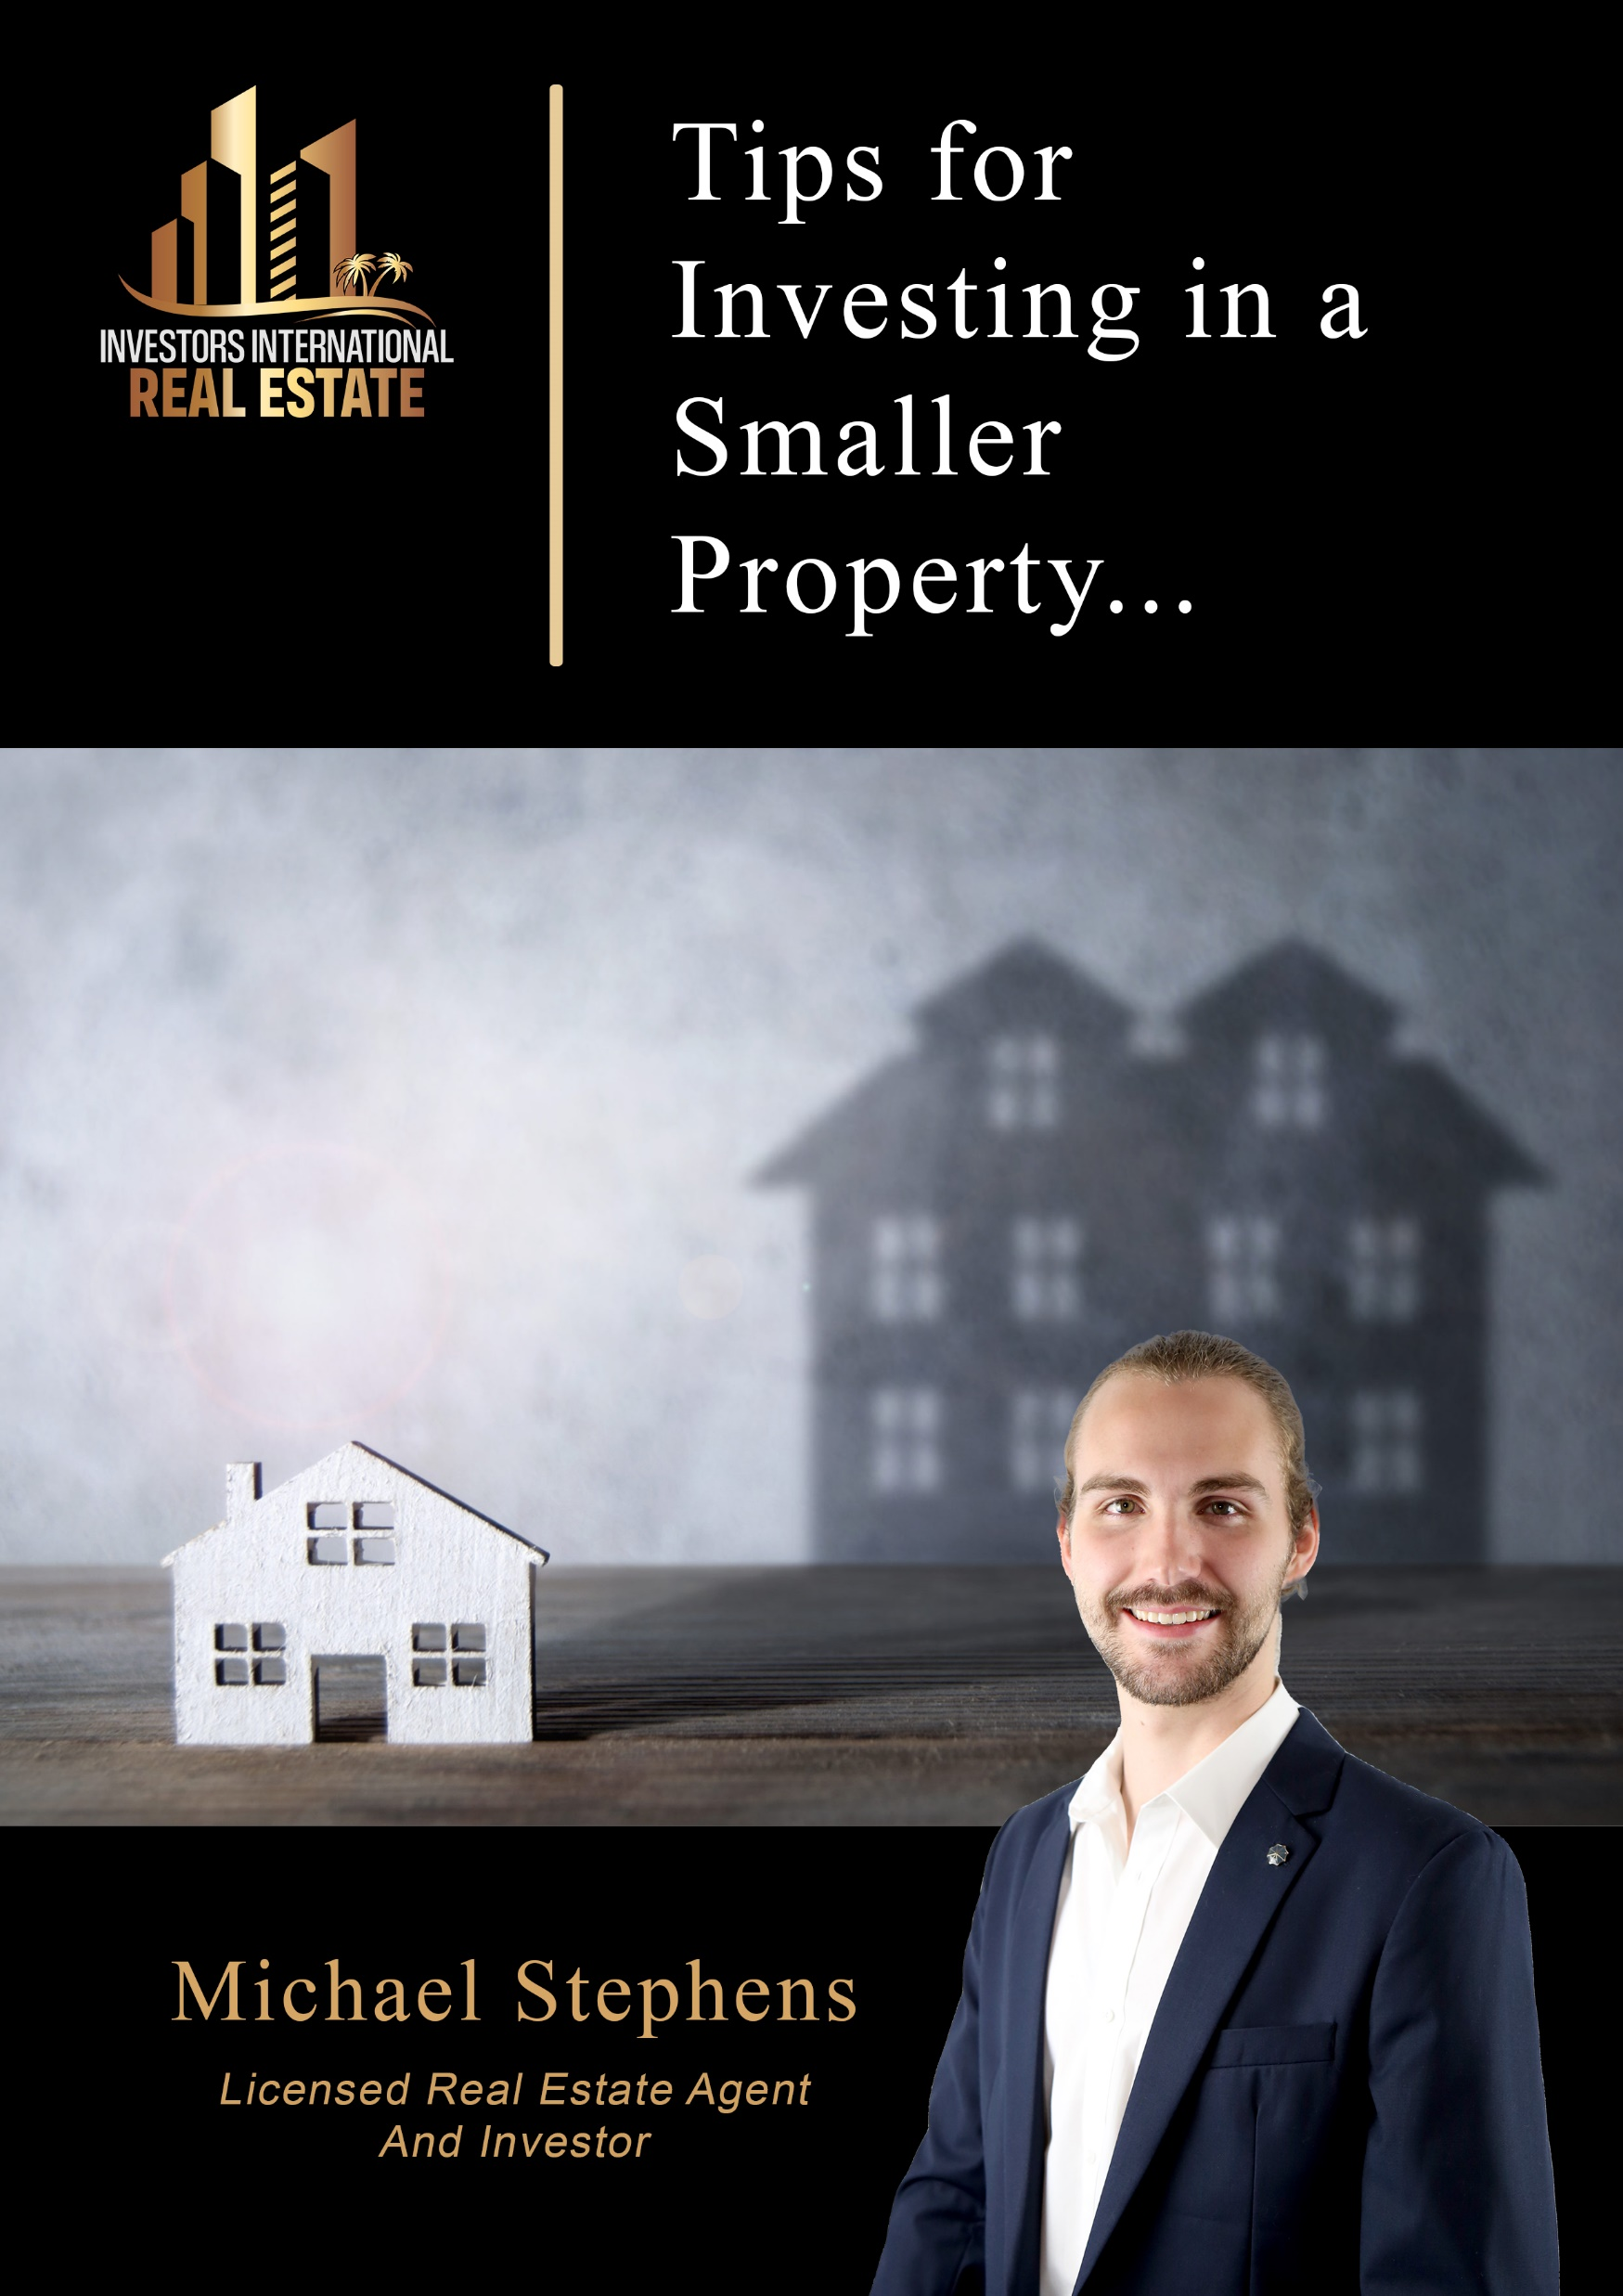 INVESTORS INTERNATIONAL
REAL ESTATE
Tips for
Investing in a
Smaller
Property...
Michael Stephens
Licensed Real Estate Agent
And Investor